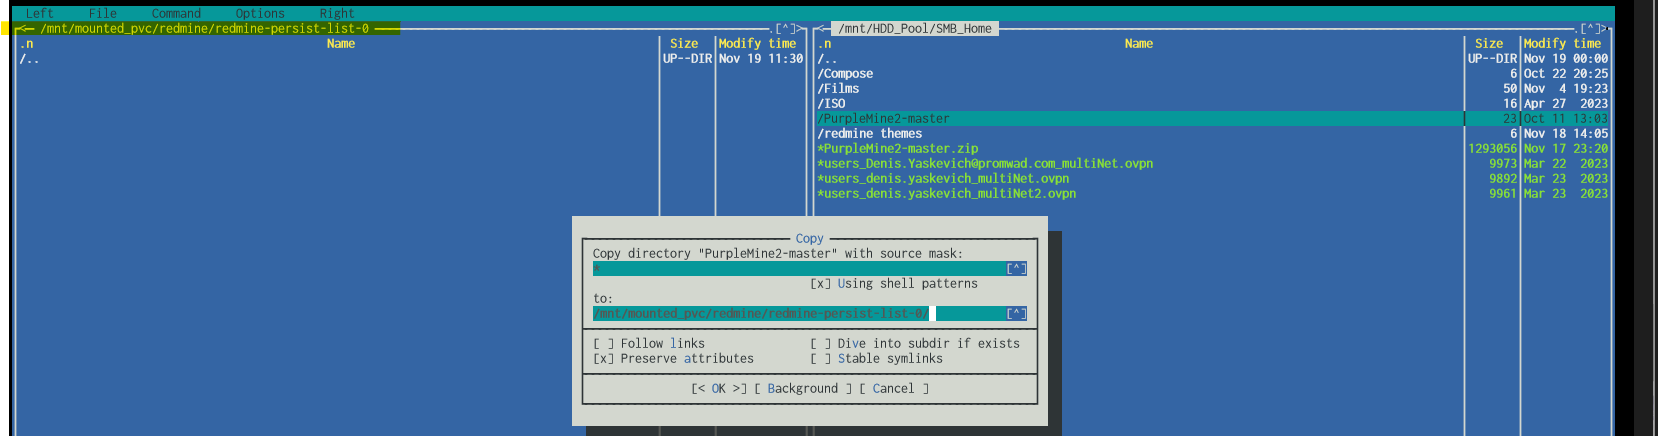 Left File Command Options Right
<─ /mnt/mounted_pvc/redmine/redmine-persist-list-0 .[^]>
.n Name Size Modify time
/.. UP--DIR Nov 19 11:30
<─ /mnt/HDD_Pool/SMB_Home .[^]>
.n Name Size Modify time
/.. UP--DIR Nov 19 00:00
/Compose 6 Oct 22 20:25
/Films 50 Nov 4 19:23
/ISO 16 Apr 27 2023
/PurpleMine2-master 23 Oct 11 13:03
/redmine themes 6 Nov 18 14:05
*PurpleMine2-master.zip 1293056 Nov 17 23:20
*users_Denis.Yaskevich@promwad.com_multiNet.ovpn 9973 Mar 22 2023
*users_denis.yaskevich_multiNet.ovpn 9892 Mar 23 2023
*users_denis.yaskevich_multiNet2.ovpn 9961 Mar 23 2023
Copy
Copy directory "PurpleMine2-master" with source mask:
* [^]
[x] Using shell patterns
to:
/mnt/mounted_pvc/redmine/redmine-persist-list-0/ [^]
[ ] Follow links [ ] Dive into subdir if exists
[x] Preserve attributes [ ] Stable symlinks
[< OK >] [ Background ] [ Cancel ]